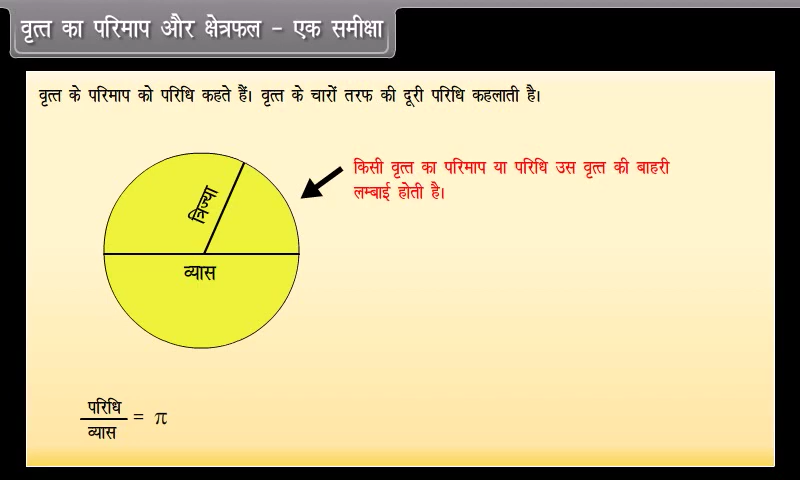 वृत्त का परिमाप और क्षेत्रफल - एक समीक्षा
वृत्त के परिमाप को परिधि कहते हैं। वृत्त के चारों तरफ की दूरी परिधि कहलाती है।
किसी वृत्त का परिमाप या परिधि उस वृत्त की बाहरी
लम्बाई होती है।
त्रिज्या
व्यास
परिधि
व्यास
= π